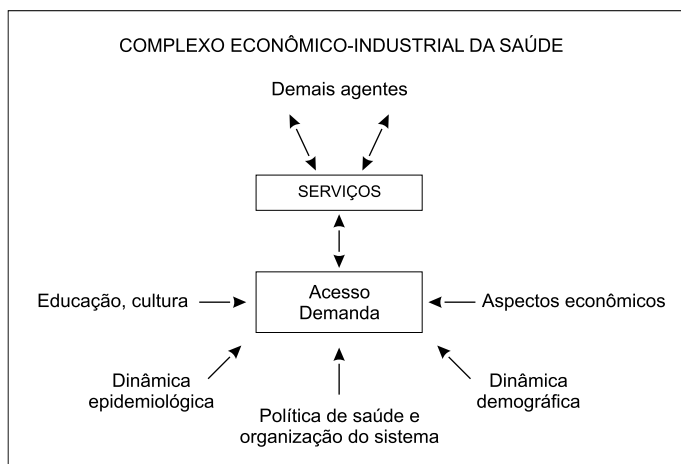 COMPLEXO ECONÔMICO-INDUSTRIAL DA SAÚDE
Demais agentes
SERVIÇOS
Acesso
Demanda
Educação, cultura
Aspectos econômicos
Dinâmica
epidemiológica
Política de saúde e
organização do sistema
Dinâmica
demográfica